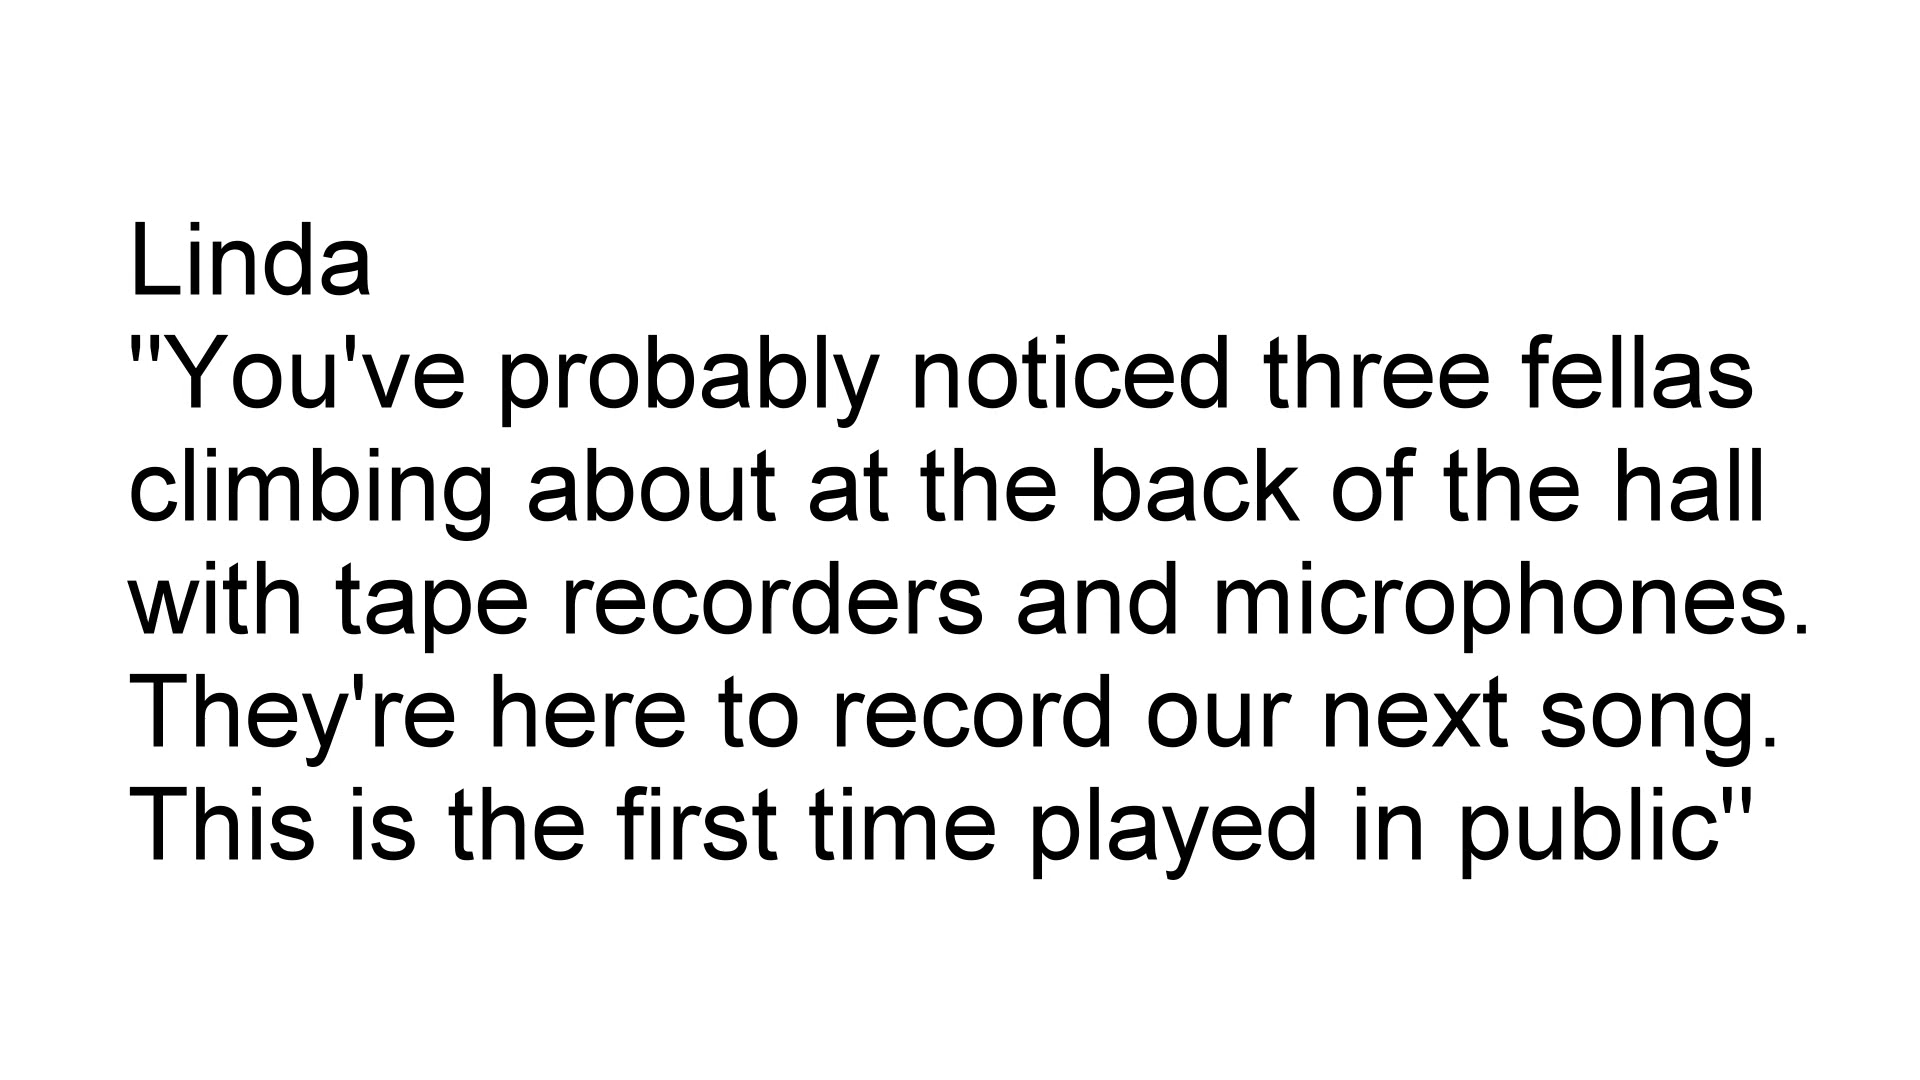 Linda
"You've probably noticed three fellas
climbing about at the back of the hall
with tape recorders and microphones.
They're here to record our next song.
This is the first time played in public"